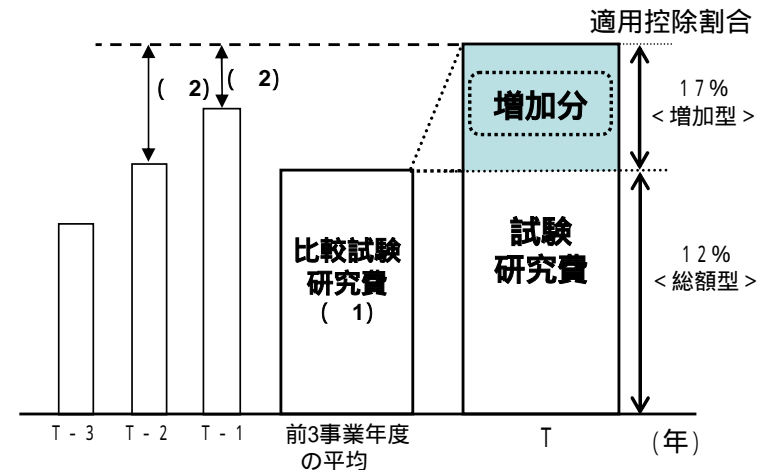 適用控除割合
( 2)
( 2)
増加分
17%
<増加型>
比較試験
研究費
( 1)
試験
研究費
12%
<総額型>
T-3
T-2
T-1
前3事業年度
の平均
T
(年)